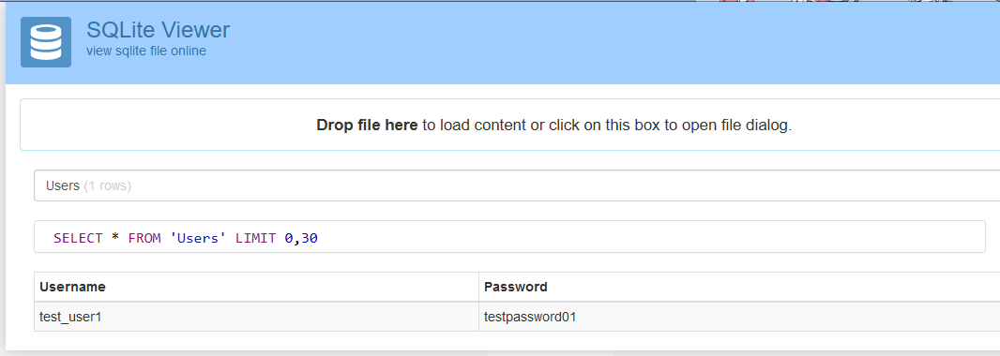 SQLite Viewer
view sqlite file online
Drop file here to load content or click on this box to open file dialog.
Users (1 rows)
SELECT * FROM 'Users' LIMIT 0,30
Username Password
test_user1 testpassword01